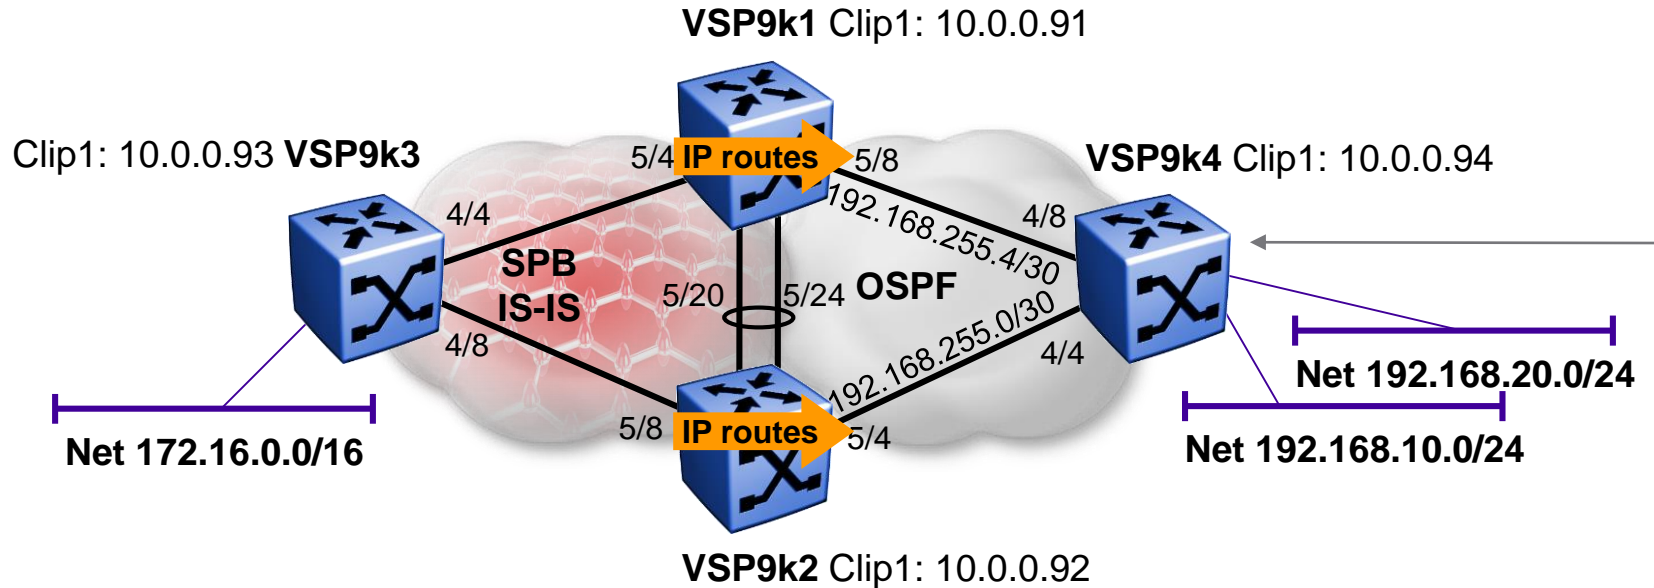 VSP9k1 Clip1: 10.0.0.91
Clip1: 10.0.0.93 VSP9k3
5/4
IP routes
5/8
VSP9k4 Clip1: 10.0.0.94
4/4
192.168.255.4/30
4/8
SPB
IS-IS
5/20
5/24
OSPF
4/8
192.168.255.0/30
4/4
Net 192.168.20.0/24
5/8
IP routes
5/4
Net 172.16.0.0/16
Net 192.168.10.0/24
VSP9k2 Clip1: 10.0.0.92